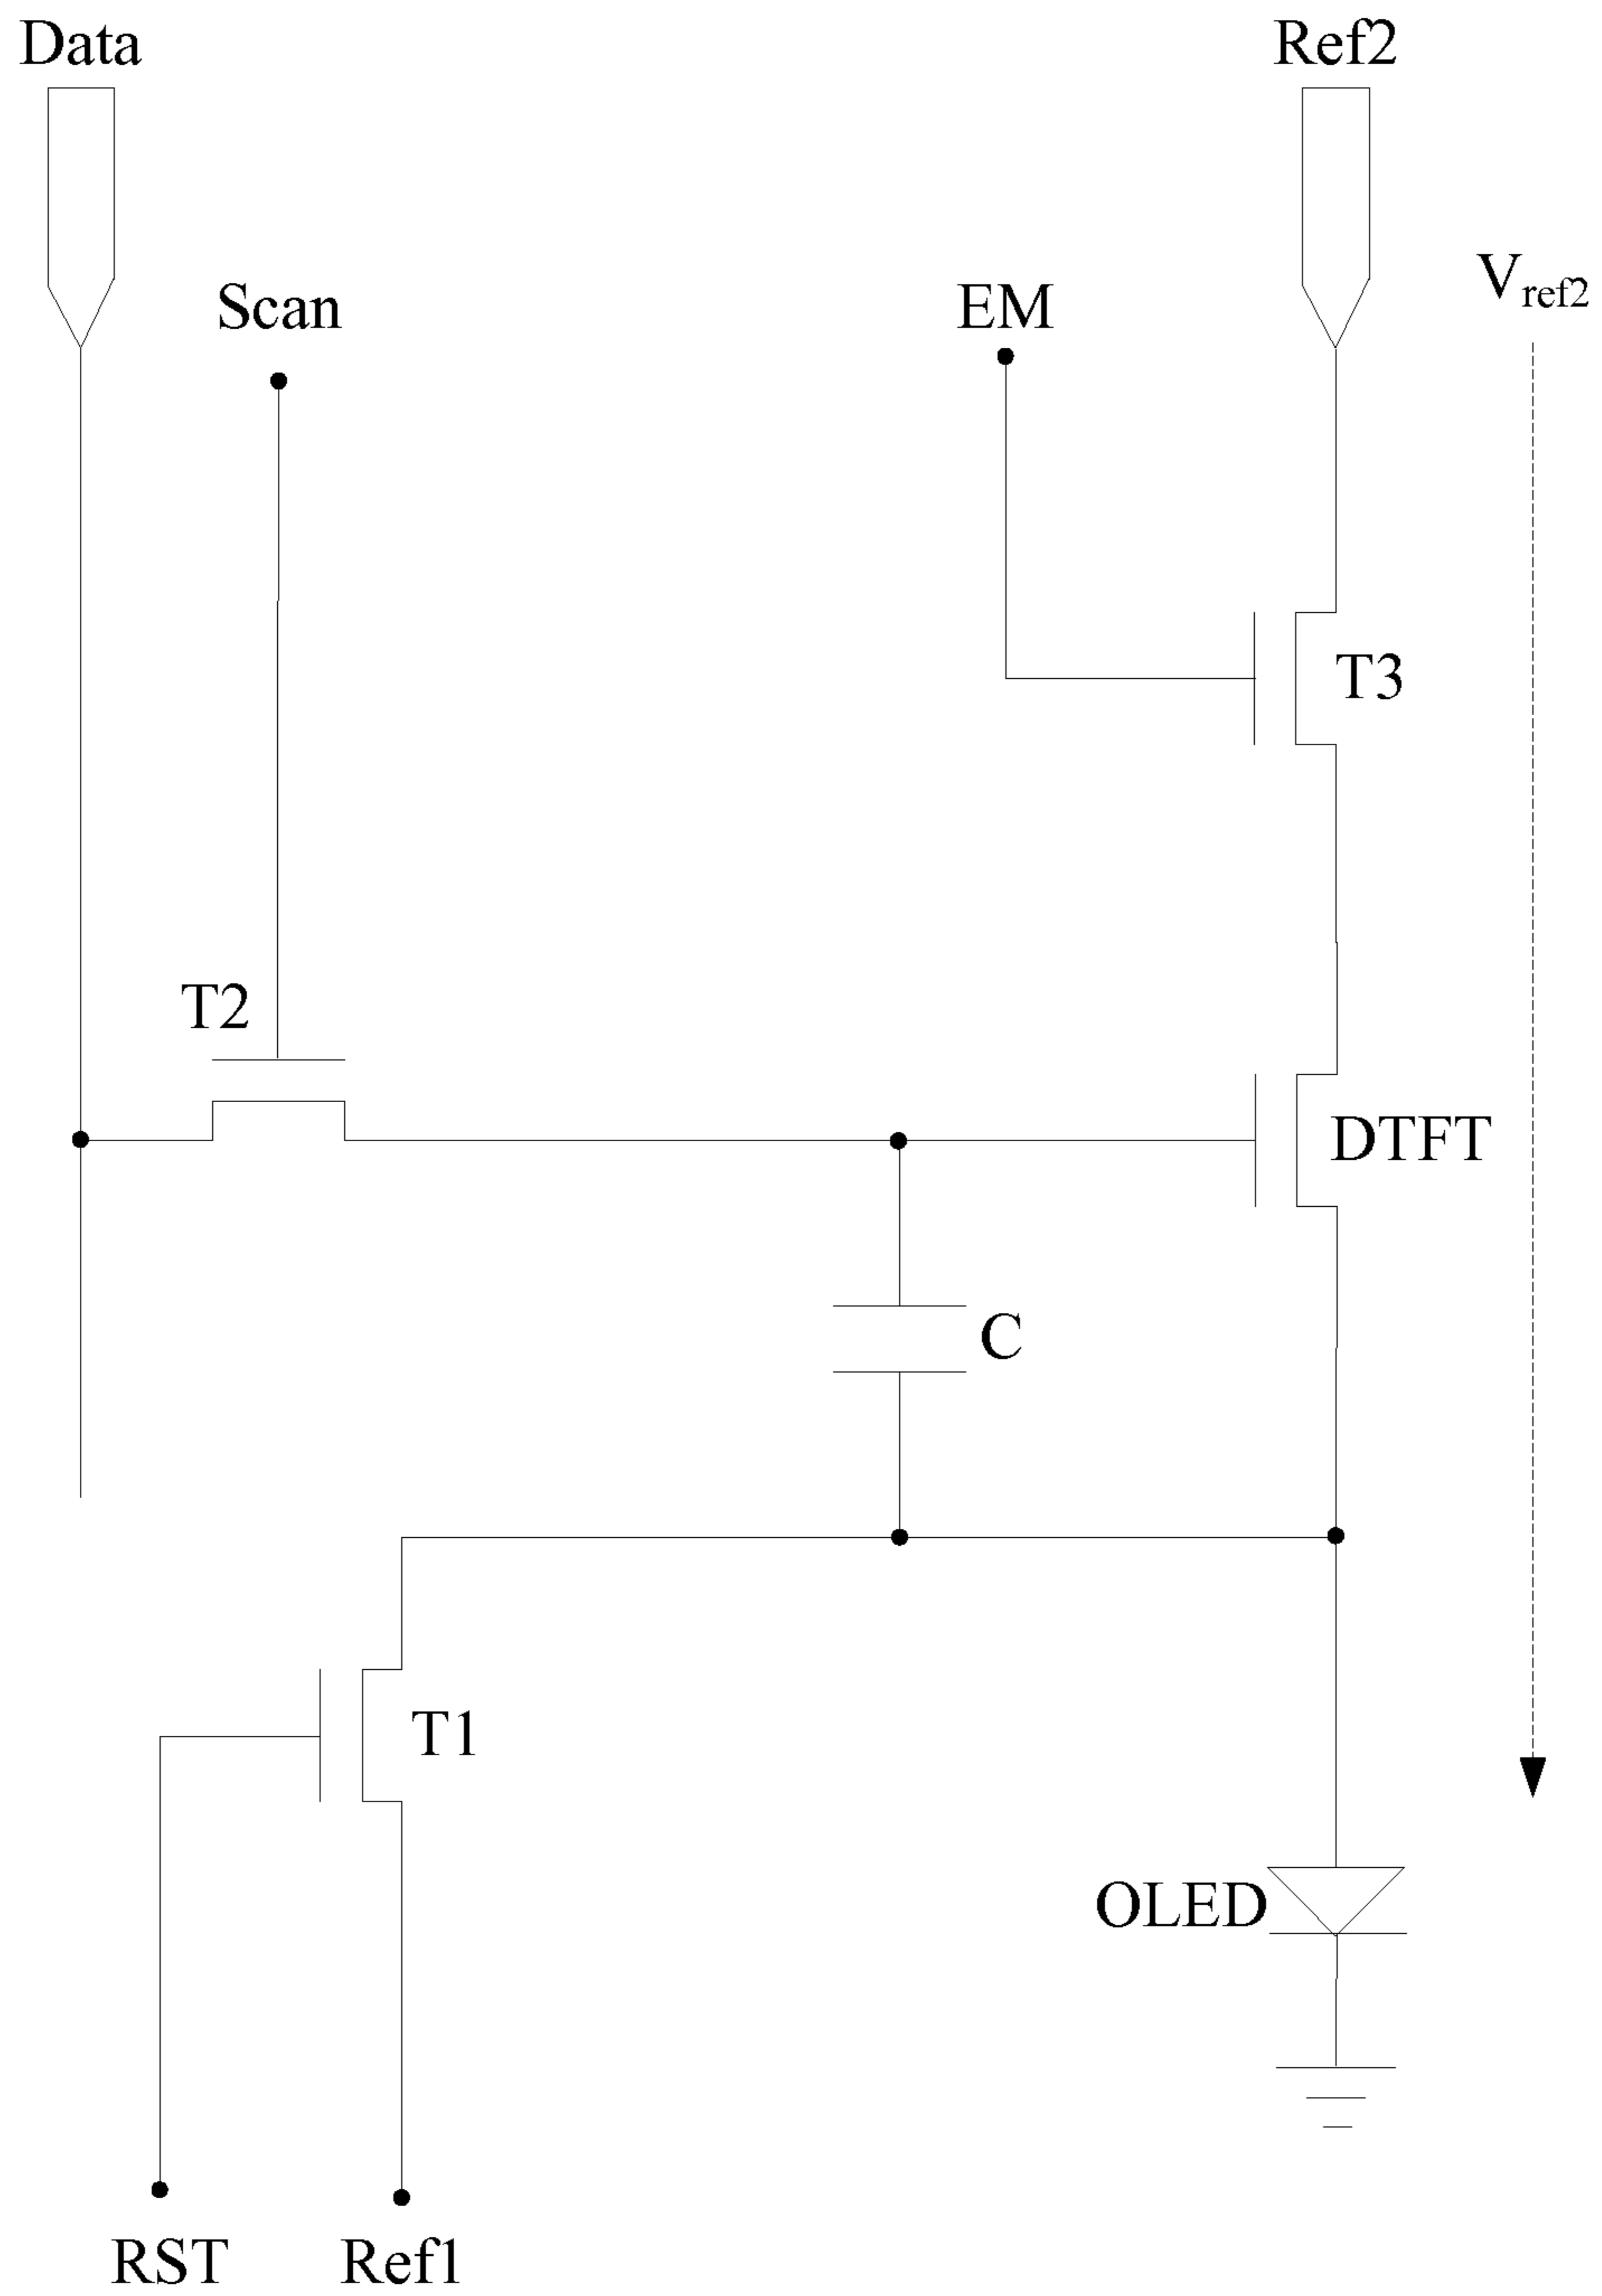 Data
Ref2
Scan
EM
Vref2
T3
T2
DTFT
C
T1
OLED
RST
Ref1